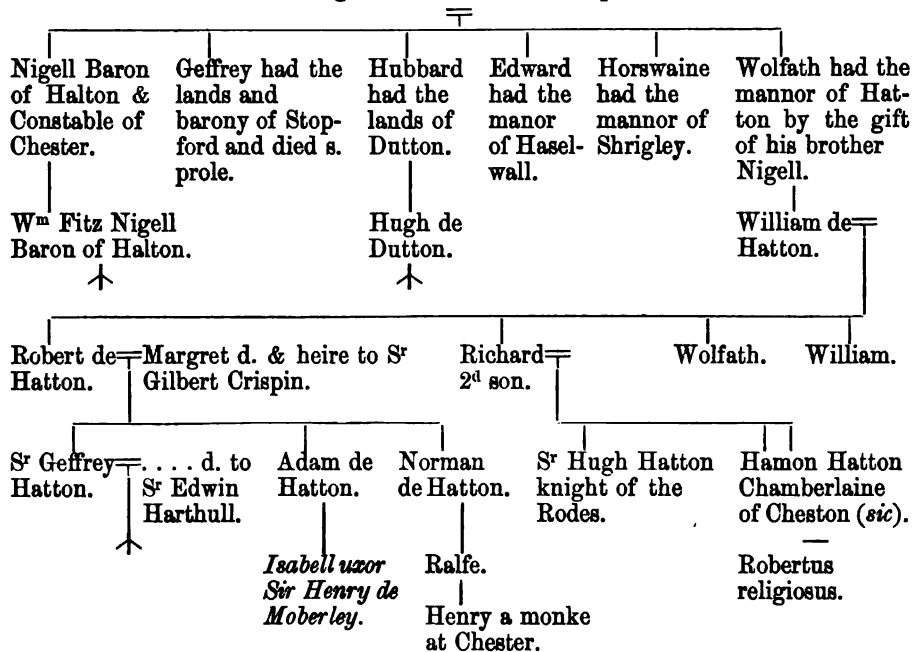 Nigell Baron
of Halton &
Constable of
Chester.
Geffrey had the
lands and
barony of Stop-
ford and died s.
prole.
Hubbard
had the
lands of
Dutton.
Edward
had the
manor
of Hasel-
wall.
Horswaine
had the
mannor of
Shrigley.
Wolfath had the
mannor of Hat-
ton by the gift
of his brother
Nigell.
Wm Fitz Nigell
Baron of Halton.
Hugh de
Dutton.
William de
Hatton.
Robert de
Hatton.
Margret d. & heire to Sr
Gilbert Crispin.
Richard
2d son.
Wolfath.
William.
Sr Geffrey
Hatton.
. . . . d. to
Sr Edwin
Harthull.
Adam de
Hatton.
Norman
de Hatton.
Sr Hugh Hatton
knight of the
Rodes.
Hamon Hatton
Chamberlaine
of Cheston (sic).
Isabell uxor
Sir Henry de
Moberley.
Ralfe.
Robertus
religiosus.
Henry a monke
at Chester.